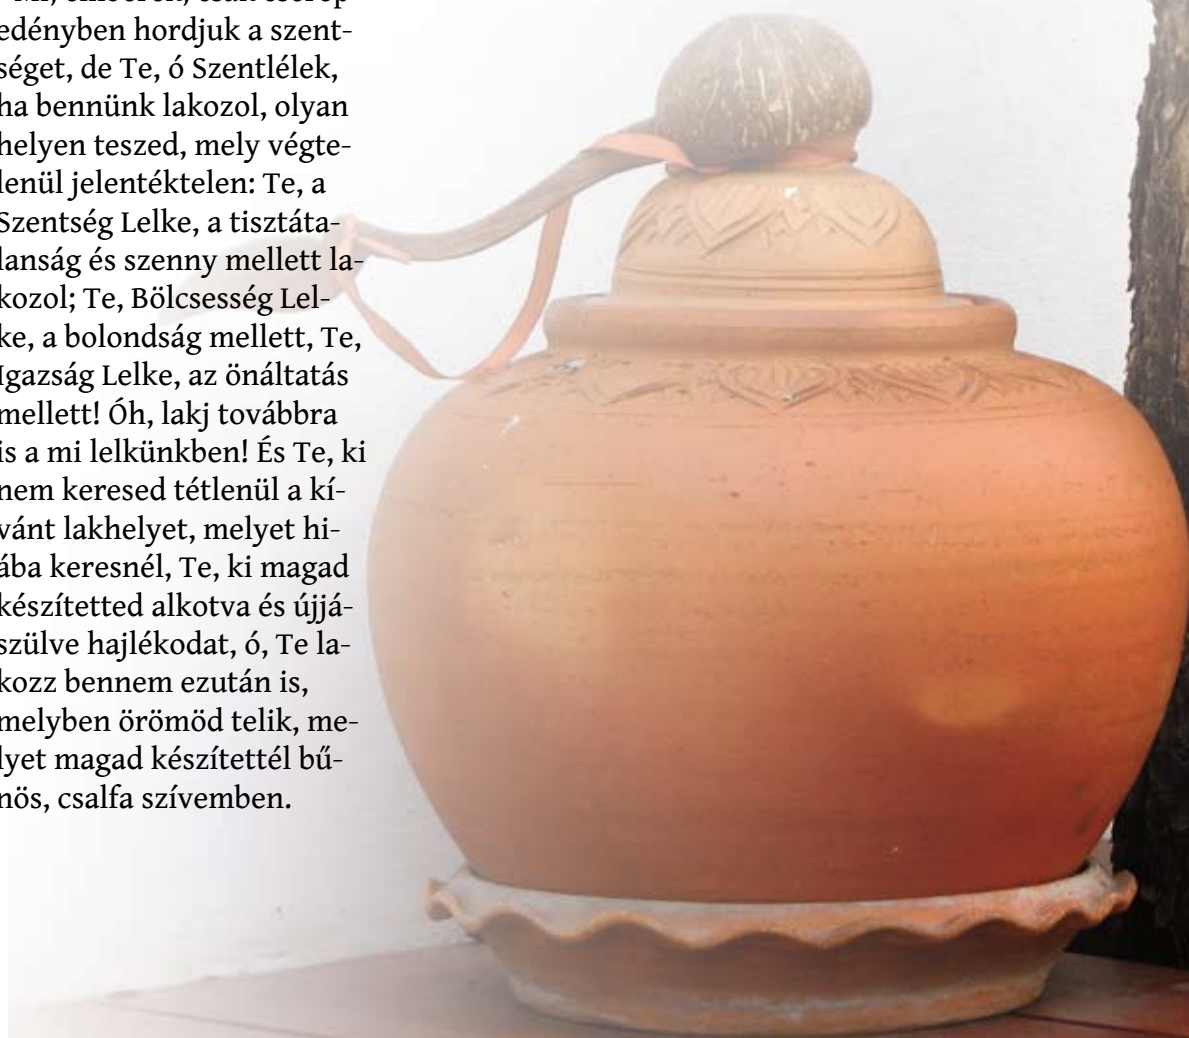 Mi, emberek, csak cserép
edényben hordjuk a szent-
séget, de Te, ó Szentlélek,
ha bennünk lakozol, olyan
helyen teszed, mely végte-
lenül jelentéktelen: Te, a
Szentség Lelke, a tisztáta-
lanság és szenny mellett la-
kozol; Te, Bölcsesség Lel-
ke, a bolondság mellett, Te,
Igazság Lelke, az önáltatás
mellett! Óh, lakj továbbra
is a mi lelkünkben! És Te, ki
nem keresed tétlenül a kí-
vánt lakhelyet, melyet hi-
ába keresnél, Te, ki magad
készítetted alkotva és újjá-
szülve hajlékodat, ó, Te la-
kozz bennem ezután is,
melyben örömöd telik, me-
lyet magad készítettél bű-
nös, csalfa szívemben.